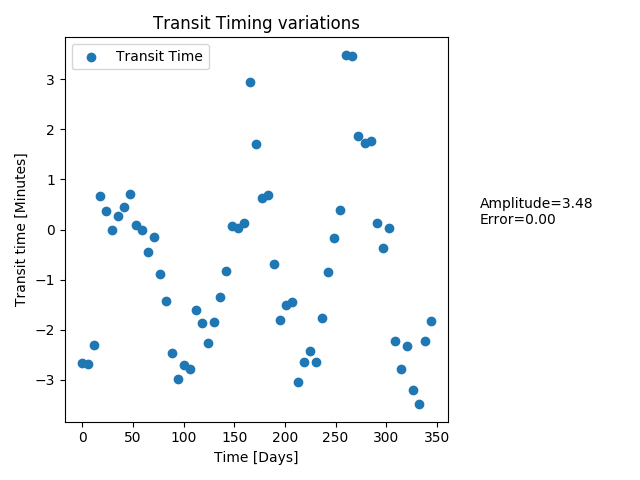 Transit Timing variations
Transit Time
Transit time [Minutes]
3
2
1
0
−1
−2
−3
0 50 100 150 200 250 300 350
Time [Days]
Amplitude=3.48
Error=0.00